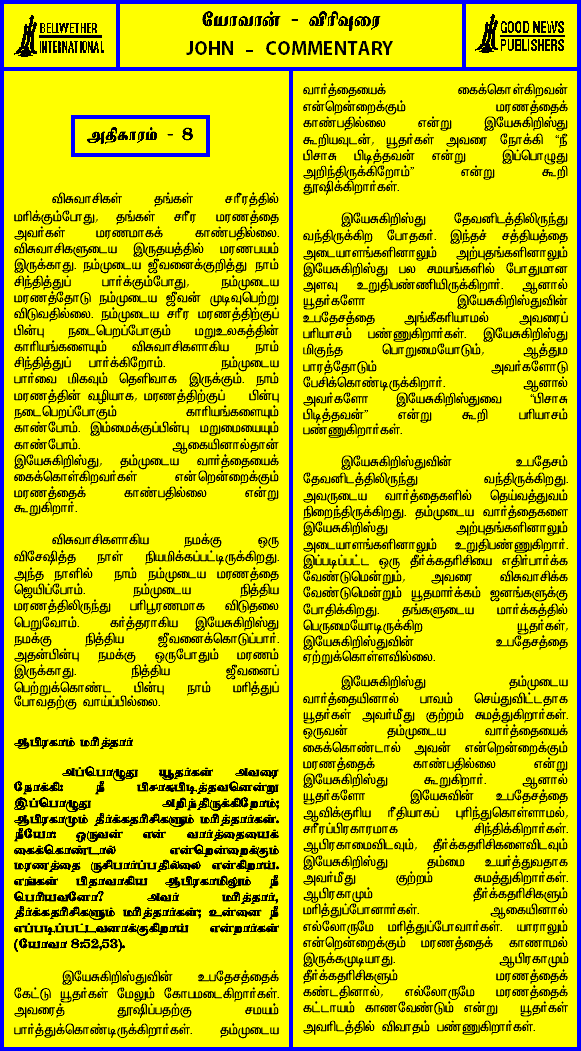 BELLWETHER
INTERNATIONAL
யோவான் - விரிவுரை
JOHN - COMMENTARY
GOOD NEWS
PUBLISHERS
அதிகாரம் - 8
விசுவாசிகள் தங்கள் சரீரத்தில்
மரிக்கும்போது, தங்கள் சரீர மரணத்தை
அவர்கள் மரணமாகக் காண்பதில்லை.
விசுவாசிகளுடைய இருதயத்தில் மரணபயம்
இருக்காது. நம்முடைய ஜீவனைக்குறித்து நாம்
சிந்தித்துப் பார்க்கும்போது, நம்முடைய
மரணத்தோடு நம்முடைய ஜீவன் முடிவுபெற்று
விடுவதில்லை. நம்முடைய சரீர மரணத்திற்குப்
பின்பு நடைபெறப்போகும் மறுஉலகத்தின்
காரியங்களையும் விசுவாசிகளாகிய நாம்
சிந்தித்துப் பார்க்கிறோம். நம்முடைய
பார்வை மிகவும் தெளிவாக இருக்கும். நாம்
மரணத்தின் வழியாக, மரணத்திற்குப் பின்பு
நடைபெறப்போகும் காரியங்களையும்
காண்போம். இம்மைக்குப்பின்பு மறுமையையும்
காண்போம். ஆகையினால்தான்
இயேசுகிறிஸ்து, தம்முடைய வார்த்தையைக்
கைக்கொள்கிறவர்கள் என்றென்றைக்கும்
மரணத்தைக் காண்பதில்லை என்று
கூறுகிறார்.
விசுவாசிகளாகிய நமக்கு ஒரு
விசேஷித்த நாள் நியமிக்கப்பட்டிருக்கிறது.
அந்த நாளில் நாம் நம்முடைய மரணத்தை
ஜெயிப்போம். நம்முடைய நித்திய
மரணத்திலிருந்து பரிபூரணமாக விடுதலை
பெறுவோம். கர்த்தராகிய இயேசுகிறிஸ்து
நமக்கு நித்திய ஜீவனைக்கொடுப்பார்.
அதன்பின்பு நமக்கு ஒருபோதும் மரணம்
இருக்காது. நித்திய ஜீவனைப்
பெற்றுக்கொண்ட பின்பு நாம் மரித்துப்
போவதற்கு வாய்ப்பில்லை.
ஆபிரகாம் மரித்தார்
அப்பொழுது யூதர்கள் அவரை
நோக்கி: நீ பிசாசுபிடித்தவனென்று
இப்பொழுது அறிந்திருக்கிறோம்;
ஆபிரகாமும் தீர்க்கதரிசிகளும் மரித்தார்கள்.
நீயோ: ஒருவன் என் வார்த்தையைக்
கைக்கொண்டால் என்றென்றைக்கும்
மரணத்தை ருசிபார்ப்பதில்லை என்கிறாய்.
எங்கள் பிதாவாகிய ஆபிரகாமிலும் நீ
பெரியவனோ? அவர் மரித்தார்,
தீர்க்கதரிசிகளும் மரித்தார்கள்; உன்னை நீ
எப்படிப்பட்டவனாக்குகிறாய் என்றார்கள்
(யோவா 8:52,53).
இயேசுகிறிஸ்துவின் உபதேசத்தைக்
கேட்டு யூதர்கள் மேலும் கோபமடைகிறார்கள்.
அவரைத் தூஷிப்பதற்கு சமயம்
பார்த்துக்கொண்டிருக்கிறார்கள். தம்முடைய
வார்த்தையைக் கைக்கொள்கிறவன்
என்றென்றைக்கும் மரணத்தைக்
காண்பதில்லை என்று இயேசுகிறிஸ்து
கூறியவுடன், யூதர்கள் அவரை நோக்கி "நீ
பிசாசு பிடித்தவன் என்று இப்பொழுது
அறிந்திருக்கிறோம்" என்று கூறி
தூஷிக்கிறார்கள்.
இயேசுகிறிஸ்து தேவனிடத்திலிருந்து
வந்திருக்கிற போதகர். இந்தச் சத்தியத்தை
அடையாளங்களினாலும் அற்புதங்களினாலும்
இயேசுகிறிஸ்து பல சமயங்களில் போதுமான
அளவு உறுதிபண்ணியிருக்கிறார். ஆனால்
யூதர்களோ இயேசுகிறிஸ்துவின்
உபதேசத்தை அங்கீகரியாமல் அவரைப்
பரியாசம் பண்ணுகிறார்கள். இயேசுகிறிஸ்து
மிகுந்த பொறுமையோடும், ஆத்தும
பாரத்தோடும் அவர்களோடு
பேசிக்கொண்டிருக்கிறார். ஆனால்
அவர்களோ இயேசுகிறிஸ்துவை "பிசாசு
பிடித்தவன்" என்று கூறி பரியாசம்
பண்ணுகிறார்கள்.
இயேசுகிறிஸ்துவின் உபதேசம்
தேவனிடத்திலிருந்து வந்திருக்கிறது.
அவருடைய வார்த்தைகளில் தெய்வத்துவம்
நிறைந்திருக்கிறது. தம்முடைய வார்த்தைகளை
இயேசுகிறிஸ்து அற்புதங்களினாலும்
அடையாளங்களினாலும் உறுதிபண்ணுகிறார்.
இப்படிப்பட்ட ஒரு தீர்க்கதரிசியை எதிர்பார்க்க
வேண்டுமென்றும், அவரை விசுவாசிக்க
வேண்டுமென்றும் யூதமார்க்கம் ஜனங்களுக்கு
போதிக்கிறது. தங்களுடைய மார்க்கத்தில்
பெருமையோடிருக்கிற யூதர்கள்,
இயேசுகிறிஸ்துவின் உபதேசத்தை
ஏற்றுக்கொள்ளவில்லை.
இயேசுகிறிஸ்து தம்முடைய
வார்த்தையினால் பாவம் செய்துவிட்டதாக
யூதர்கள் அவர்மீது குற்றம் சுமத்துகிறார்கள்.
ஒருவன் தம்முடைய வார்த்தையைக்
கைக்கொண்டால் அவன் என்றென்றைக்கும்
மரணத்தைக் காண்பதில்லை என்று
இயேசுகிறிஸ்து கூறுகிறார். ஆனால்
யூதர்களோ இயேசுவின் உபதேசத்தை
ஆவிக்குரிய ரீதியாகப் புரிந்துகொள்ளாமல்,
சரீரப்பிரகாரமாக சிந்திக்கிறார்கள்.
ஆபிரகாமைவிடவும், தீர்க்கதரிசிகளைவிடவும்
இயேசுகிறிஸ்து தம்மை உயர்த்துவதாக
அவர்மீது குற்றம் சுமத்துகிறார்கள்.
ஆபிரகாமும் தீர்க்கதரிசிகளும்
மரித்துப்போனார்கள். ஆகையினால்
எல்லோருமே மரித்துப்போவார்கள். யாராலும்
என்றென்றைக்கும் மரணத்தைக் காணாமல்
இருக்கமுடியாது. ஆபிரகாமும்
தீர்க்கதரிசிகளும் மரணத்தைக்
கண்டதினால், எல்லோருமே மரணத்தைக்
கட்டாயம் காணவேண்டும் என்று யூதர்கள்
அவரிடத்தில் விவாதம் பண்ணுகிறார்கள்.